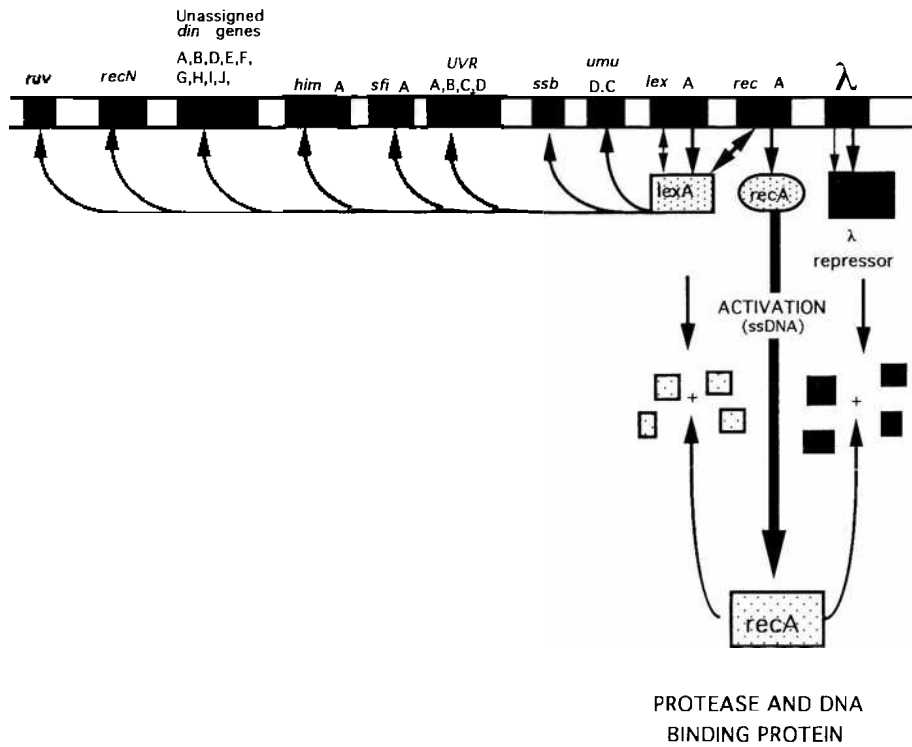 Unassigned
din genes
A,B,D,E,F,
G,H,I,J,
ruv
recN
him A
sfi A
UVR
A,B,C,D
ssb
umu
D.C
lex A
rec A
λ
lexA
recA
λ
repressor
ACTIVATION
(ssDNA)
+
+
recA
PROTEASE AND DNA
BINDING PROTEIN